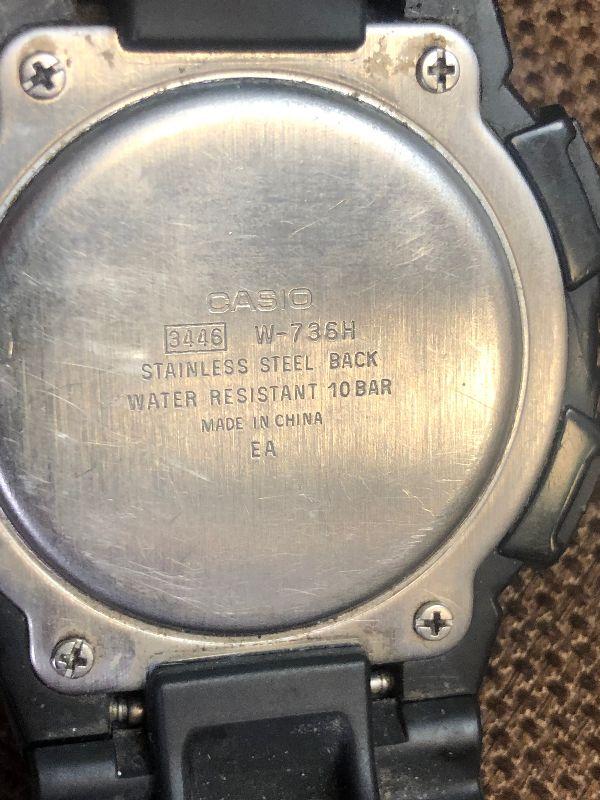 CASIO
3446 W-736H
STAINLESS STEEL BACK
WATER RESISTANT 10BAR
MADE IN CHINA
EA